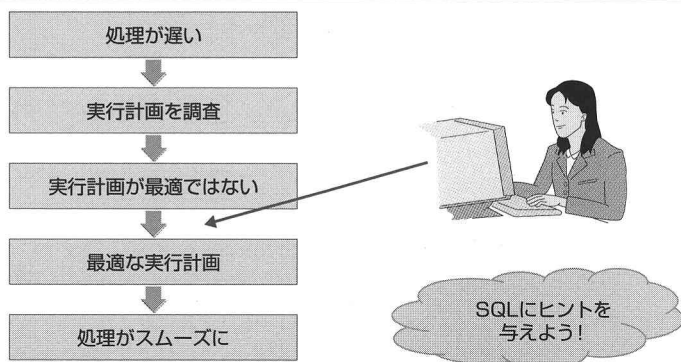 処理が遅い
実行計画を調査
実行計画が最適ではない
最適な実行計画
処理がスムーズに
SQLにヒントを
与えよう!